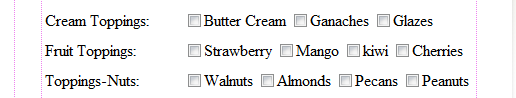 Cream Toppings: Butter Cream Ganaches Glazes
Fruit Toppings: Strawberry Mango kiwi Cherries
Toppings-Nuts: Walnuts Almonds Pecans Peanuts